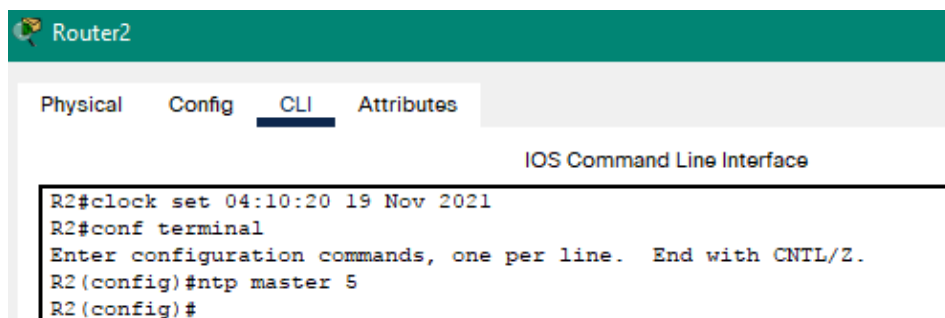 Router2
Physical Config CLI Attributes
IOS Command Line Interface
R2#clock set 04:10:20 19 Nov 2021
R2#conf terminal
Enter configuration commands, one per line.  End with CNTL/Z.
R2(config)#ntp master 5
R2(config)#